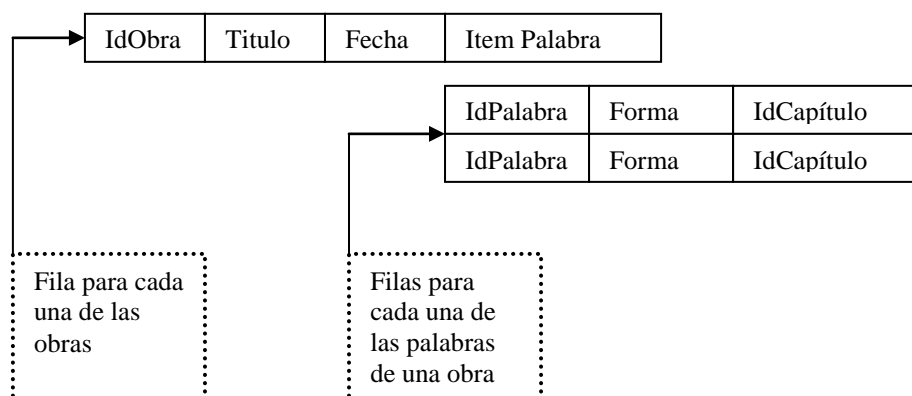 IdObra Titulo Fecha Item Palabra
IdPalabra Forma IdCapítulo
IdPalabra Forma IdCapítulo
Fila para cada
una de las
obras
Filas para
cada una de
las palabras
de una obra